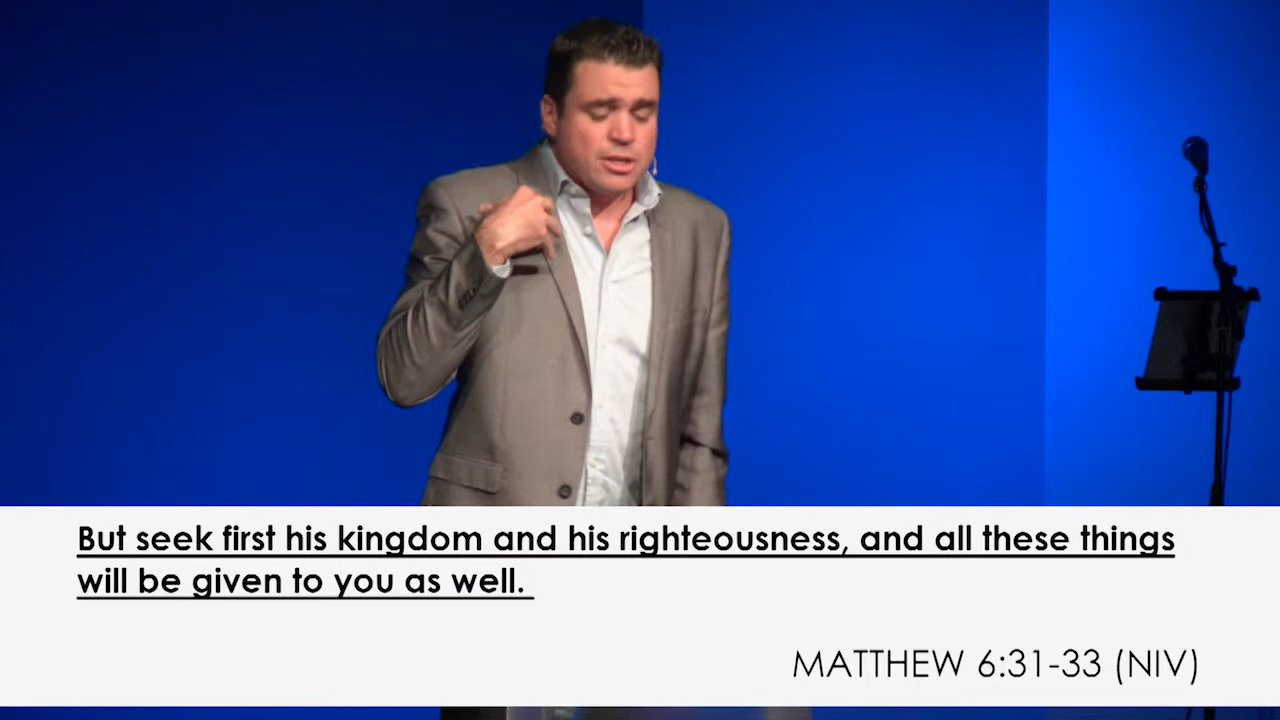 But seek first his kingdom and his righteousness, and all these things
will be given to you as well.
MATTHEW 6:31-33 (NIV)